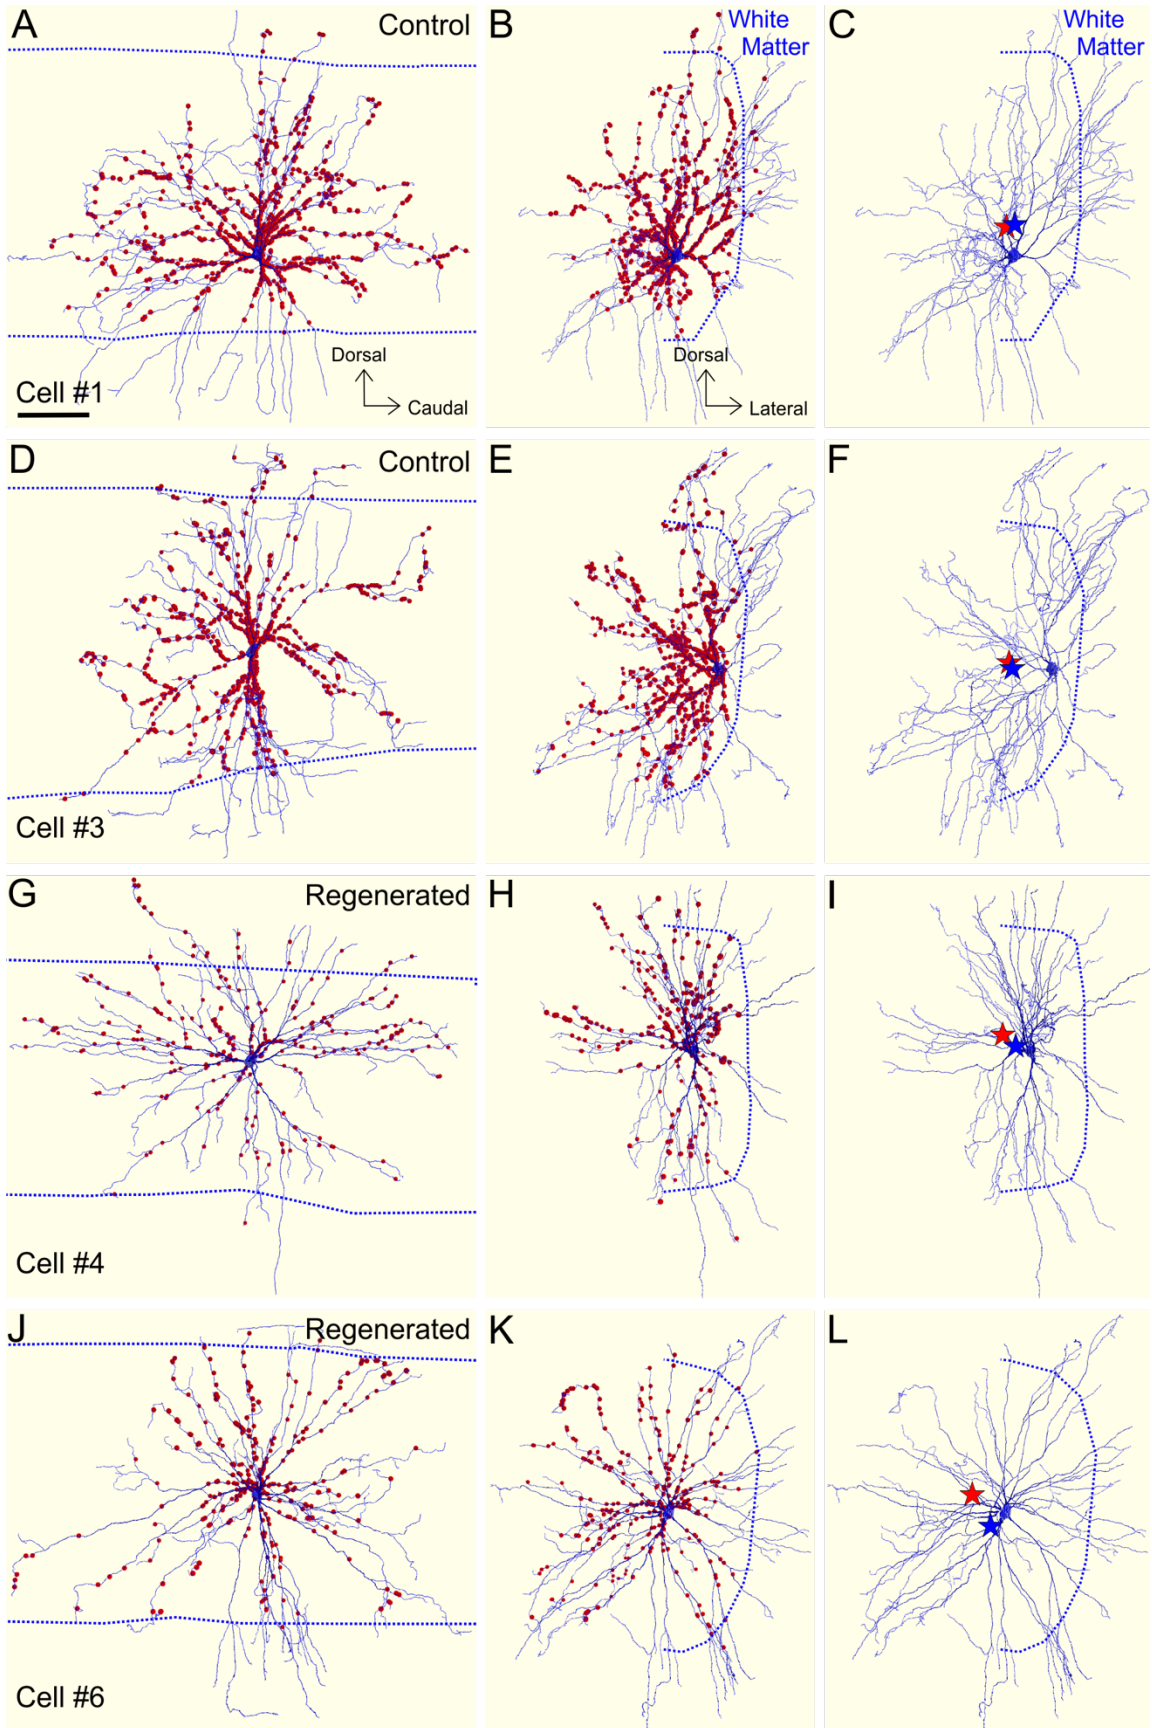 A
Control
B
White
Matter
C
White
Matter
Dorsal
Caudal
Cell #1
Dorsal
Lateral
D
Control
E
F
Cell #3
G
Regenerated
H
I
Cell #4
J
Regenerated
K
L
Cell #6